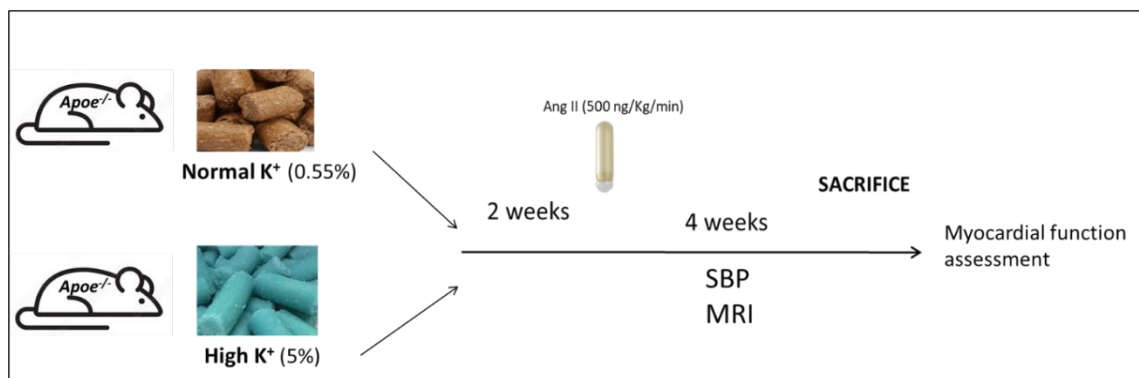 Apoe-/-
Normal K+ (0.55%)
Ang II (500 ng/Kg/min)
2 weeks
4 weeks
SACRIFICE
SBP
MRI
Myocardial function
assessment
Apoe-/-
High K+ (5%)